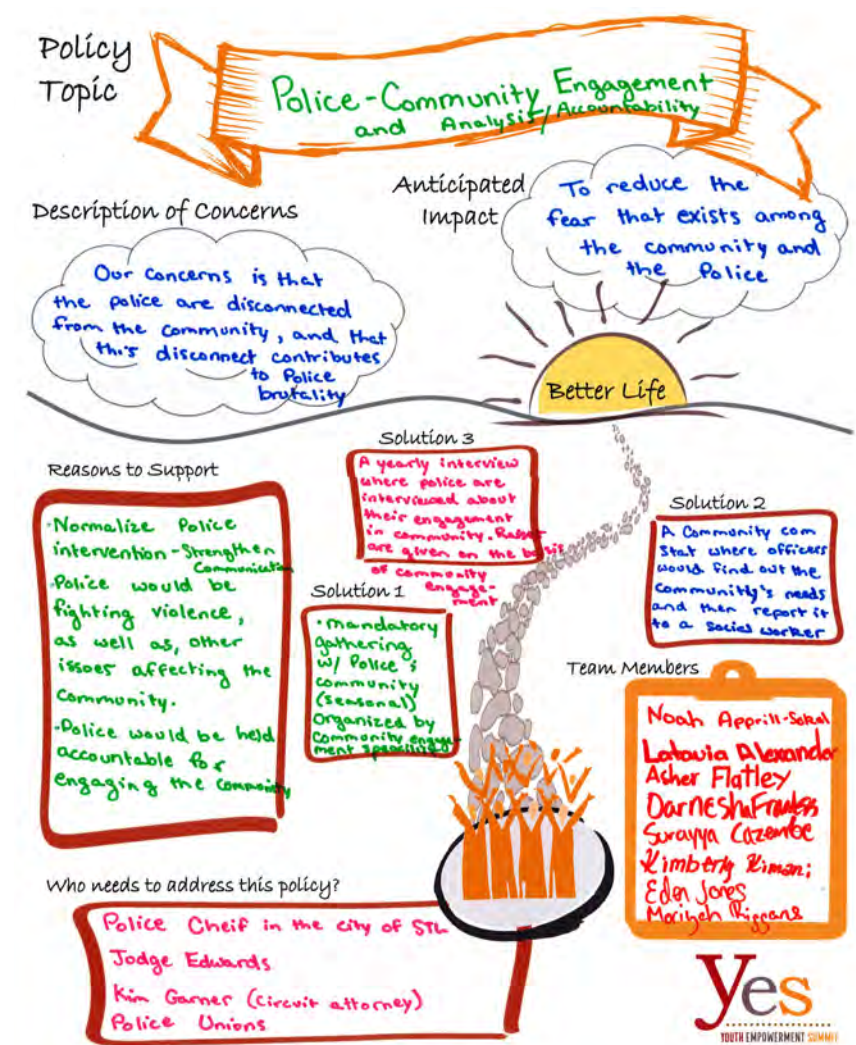 Policy
Topic
Police-Community Engagement
and Analysis/Accountability
Description of Concerns
Our concerns is that
the police are disconnected
from the community, and that
this disconnect contributes
to Police
brutality
Anticipated
Impact
To reduce the
fear that exists among
the community and
the Police
Better Life
Reasons to Support
-Normalize Police
intervention-Strengthen
Communication
-Police would be
fighting violence,
as well as, other
issues affecting the
community.
-Police would be held
accountable for
engaging the community
Solution 3
A yearly interview
where police are
interviewed about
their engagement
in community. Raises
are given on the basis
of community
engage-
ment
Solution 1
•mandatory
gathering
w/ Police &
community
(seasonal)
Organized by
community engage-
ment
Solution 2
A Community com
Stat where officers
would find out the
community's needs
and then report it
to a social worker
Team Members
Noah Apprill-Sokol
Latavia Alexander
Asher Flatley
Darnesha
Surayya Cazembe
Kimberly Kimani
Eden Jones
Mariyah Riggans
Who needs to address this policy?
Police Cheif in the city of STL
Jodge Edwards
Kim Garner (circuit attorney)
Police Unions
yes
YOUTH EMPOWERMENT SUMMIT